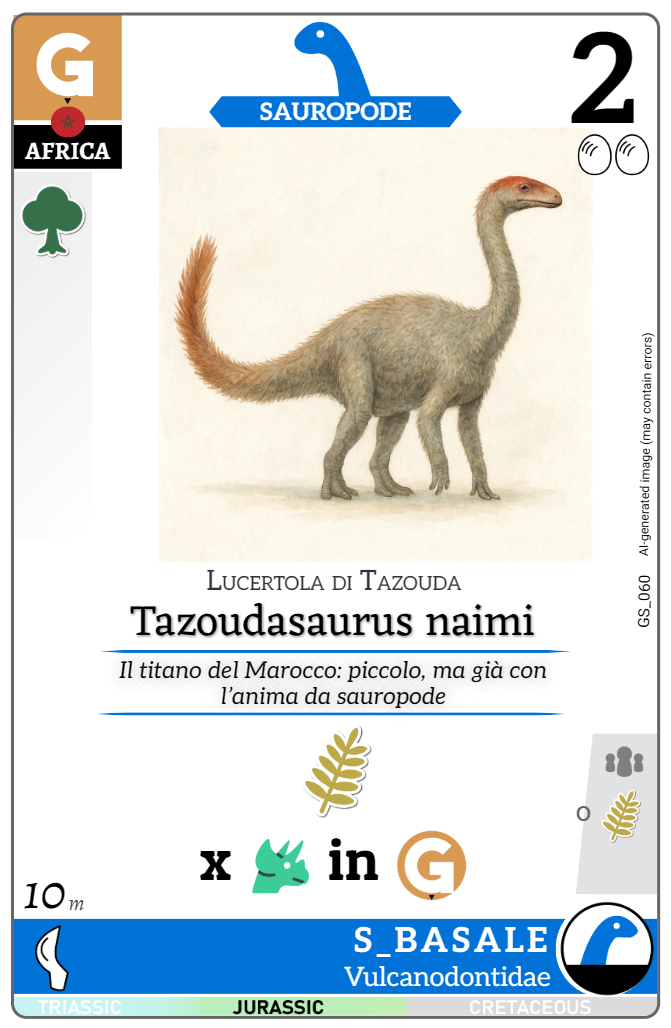 G
AFRICA
SAUROPODE
2
AI-generated image (may contain errors)
GS_060
Lucertola di Tazouda
Tazoudasaurus naimi
Il titano del Marocco: piccolo, ma già con
l'anima da sauropode
o
x in G
10 m
S_BASALE
Vulcanodontidae
TRIASSIC JURASSIC CRETACEOUS